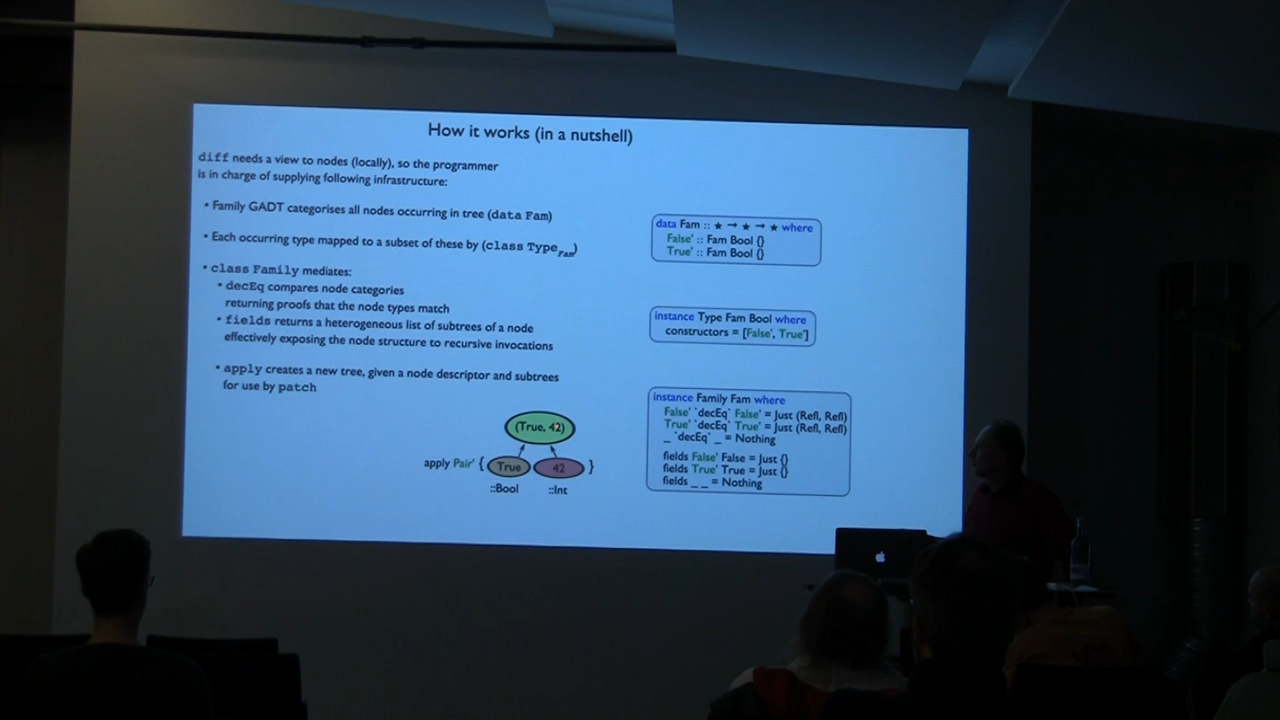 How it works (in a nutshell)
diff needs a view to nodes (locally), so the programmer
is in charge of supplying following infrastructure:
• Family GADT categorises all nodes occurring in tree (data Fam)
• Each occurring type mapped to a subset of these by (class Type_Fam)
• class Family mediates:
• decEq compares node categories
returning proofs that the node types match
• fields returns a heterogeneous list of subtrees of a node
effectively exposing the node structure to recursive invocations
• apply creates a new tree, given a node descriptor and subtrees
for use by patch
(True, 42)
apply Pair' { True 42 }
::Bool ::Int
data Fam :: ★ → ★ → ★ where
False' :: Fam Bool {}
True' :: Fam Bool {}
instance Type Fam Bool where
constructors = [False', True']
instance Family Fam where
False' `decEq` False' = Just (Refl, Refl)
True' `decEq` True' = Just (Refl, Refl)
_ `decEq` _ = Nothing
fields False' False = Just {}
fields True' True = Just {}
fields _ _ = Nothing